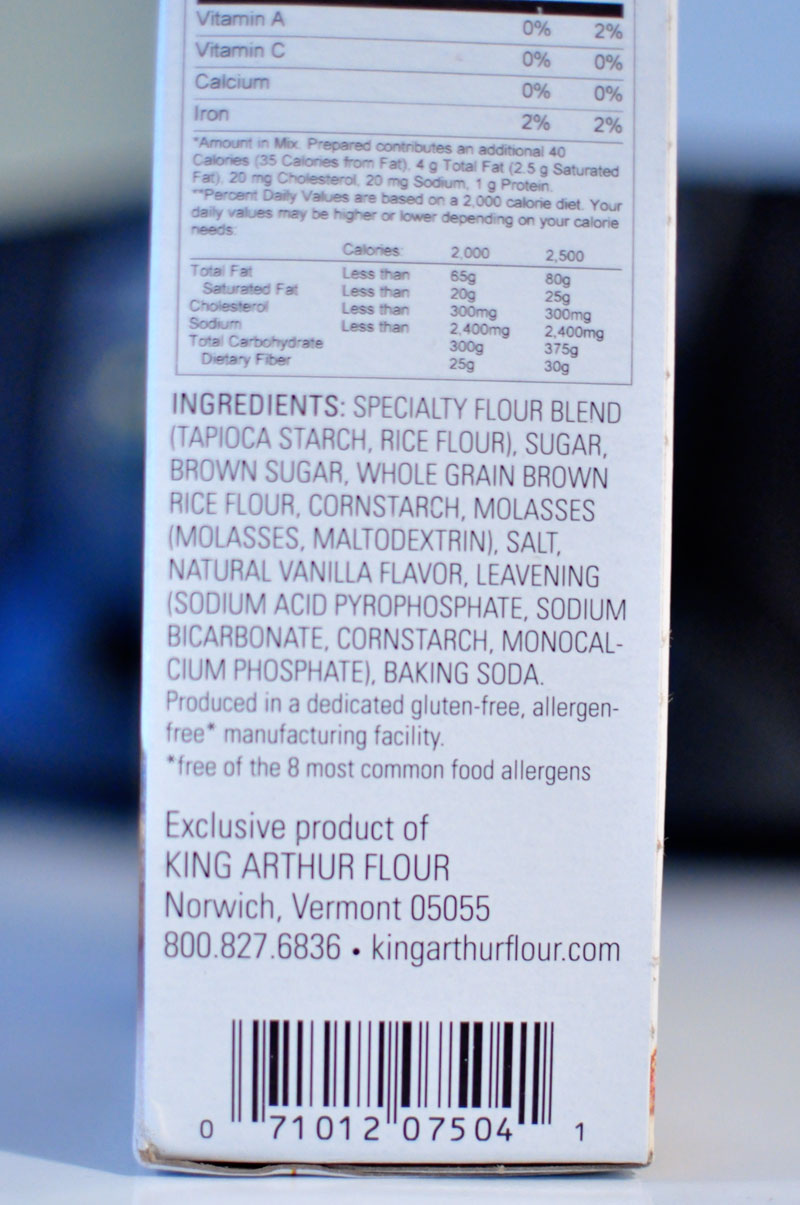 Vitamin A 0% 2%
Vitamin C 0% 0%
Calcium 0% 0%
Iron 2% 2%
*Amount in Mix. Prepared contributes an additional 40
Calories (35 Calories from Fat), 4 g Total Fat (2.5 g Saturated
Fat), 20 mg Cholesterol, 20 mg Sodium, 1 g Protein.
**Percent Daily Values are based on a 2,000 calorie diet. Your
daily values may be higher or lower depending on your calorie
needs:
Calories: 2,000 2,500
Total Fat Less than 65g 80g
Saturated Fat Less than 20g 25g
Cholesterol Less than 300mg 300mg
Sodium Less than 2,400mg 2,400mg
Total Carbohydrate 300g 375g
Dietary Fiber 25g 30g
INGREDIENTS: SPECIALTY FLOUR BLEND
(TAPIOCA STARCH, RICE FLOUR), SUGAR,
BROWN SUGAR, WHOLE GRAIN BROWN
RICE FLOUR, CORNSTARCH, MOLASSES
(MOLASSES, MALTODEXTRIN), SALT,
NATURAL VANILLA FLAVOR, LEAVENING
(SODIUM ACID PYROPHOSPHATE, SODIUM
BICARBONATE, CORNSTARCH, MONOCAL-
CIUM PHOSPHATE), BAKING SODA.
Produced in a dedicated gluten-free, allergen-
free* manufacturing facility.
*free of the 8 most common food allergens
Exclusive product of
KING ARTHUR FLOUR
Norwich, Vermont 05055
800.827.6836 • kingarthurflour.com
0 71012 07504 1